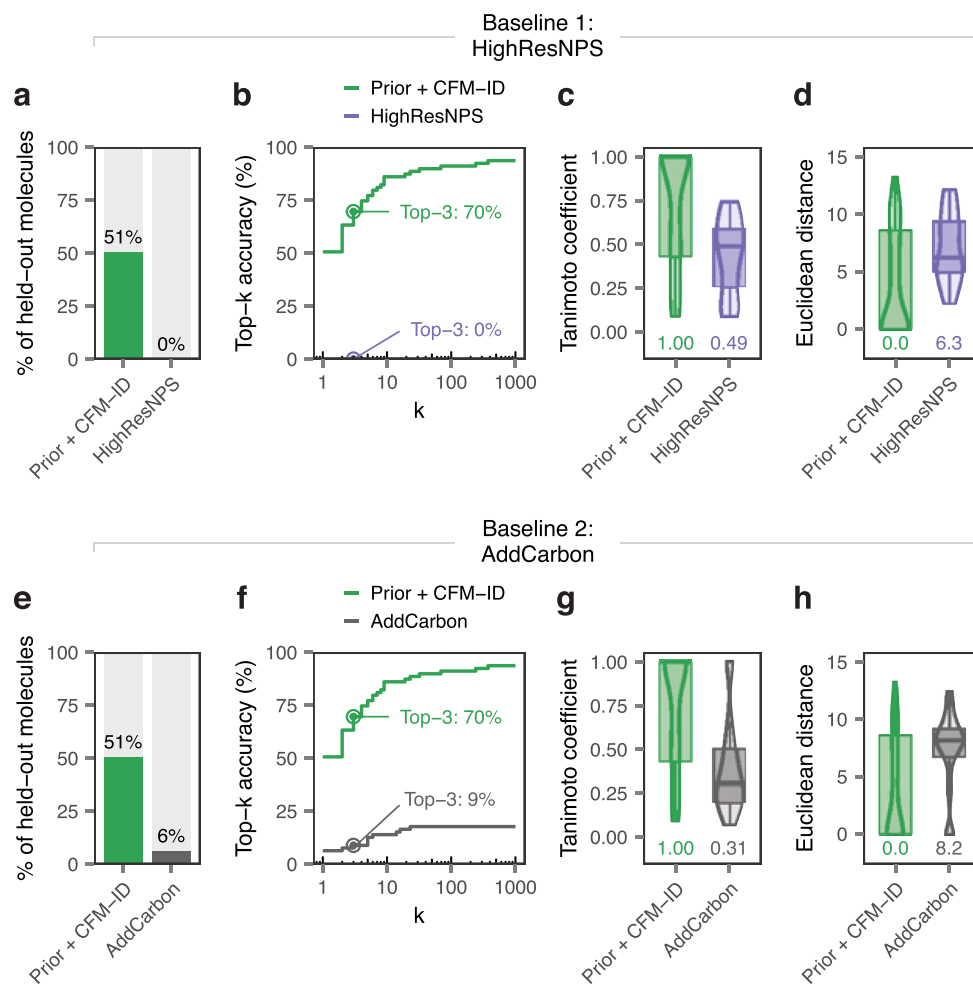 Baseline 1:
HighResNPS
a
b
c
d
Prior + CFM−ID
HighResNPS
% of held−out molecules
100
75
50
25
0
51%
0%
Prior + CFM−ID
HighResNPS
Top−k accuracy (%)
100
75
50
25
0
Top−3: 70%
Top−3: 0%
1
10
100
1000
k
Tanimoto coefficient
1.00
0.75
0.50
0.25
0.00
1.00
0.49
Prior + CFM−ID
HighResNPS
Euclidean distance
15
10
5
0
0.0
6.3
Prior + CFM−ID
HighResNPS
Baseline 2:
AddCarbon
e
f
g
h
Prior + CFM−ID
AddCarbon
% of held−out molecules
100
75
50
25
0
51%
6%
Prior + CFM−ID
AddCarbon
Top−k accuracy (%)
100
75
50
25
0
Top−3: 70%
Top−3: 9%
1
10
100
1000
k
Tanimoto coefficient
1.00
0.75
0.50
0.25
0.00
1.00
0.31
Prior + CFM−ID
AddCarbon
Euclidean distance
15
10
5
0
0.0
8.2
Prior + CFM−ID
AddCarbon